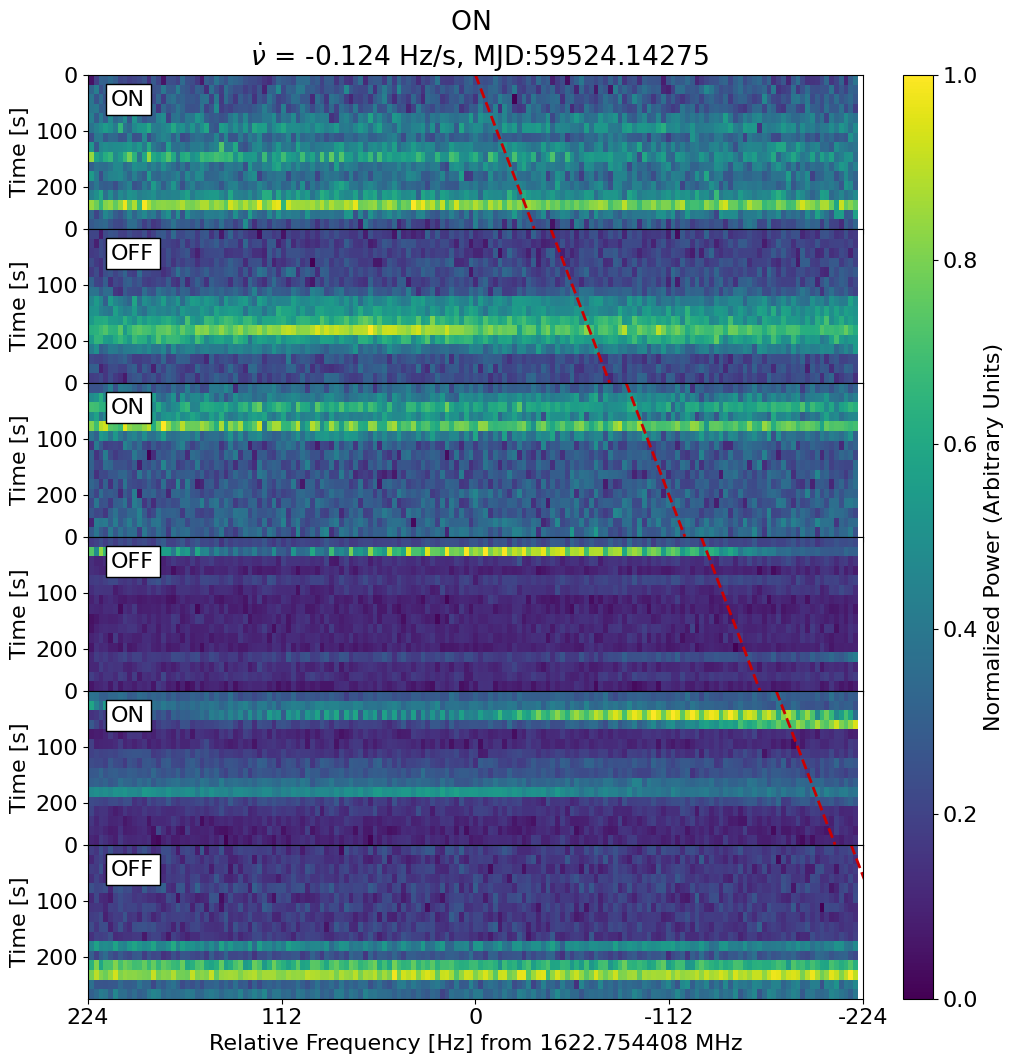 ON
ν̇ = -0.124 Hz/s, MJD:59524.14275
0
ON
100
Time [s]
200
0
OFF
100
Time [s]
200
0
ON
100
Time [s]
200
0
OFF
100
Time [s]
200
0
ON
100
Time [s]
200
0
OFF
100
Time [s]
200
224 112 0 -112 -224
Relative Frequency [Hz] from 1622.754408 MHz
1.0
0.8
0.6
0.4
0.2
0.0
Normalized Power (Arbitrary Units)